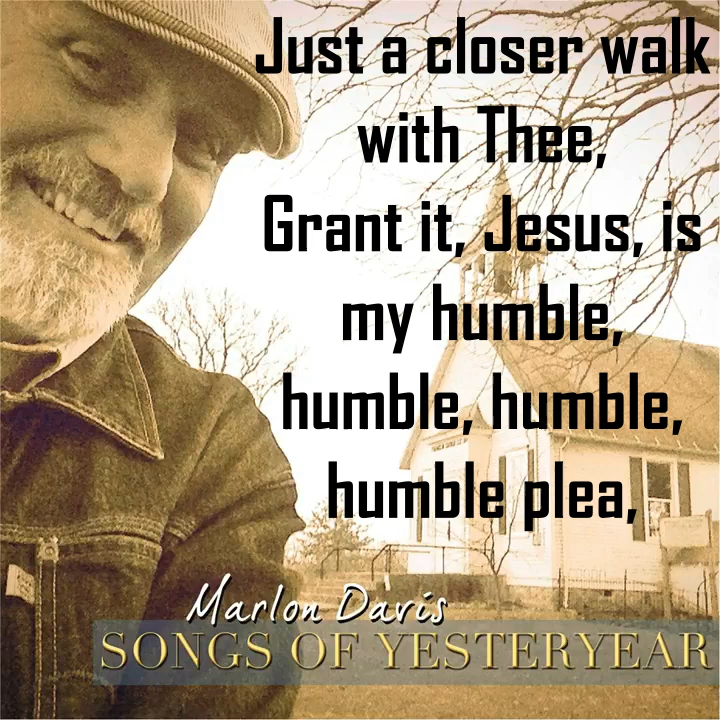 Just a closer walk
with Thee,
Grant it, Jesus, is
my humble,
humble, humble,
humble plea,
Marlon Davis
SONGS OF YESTERYEAR